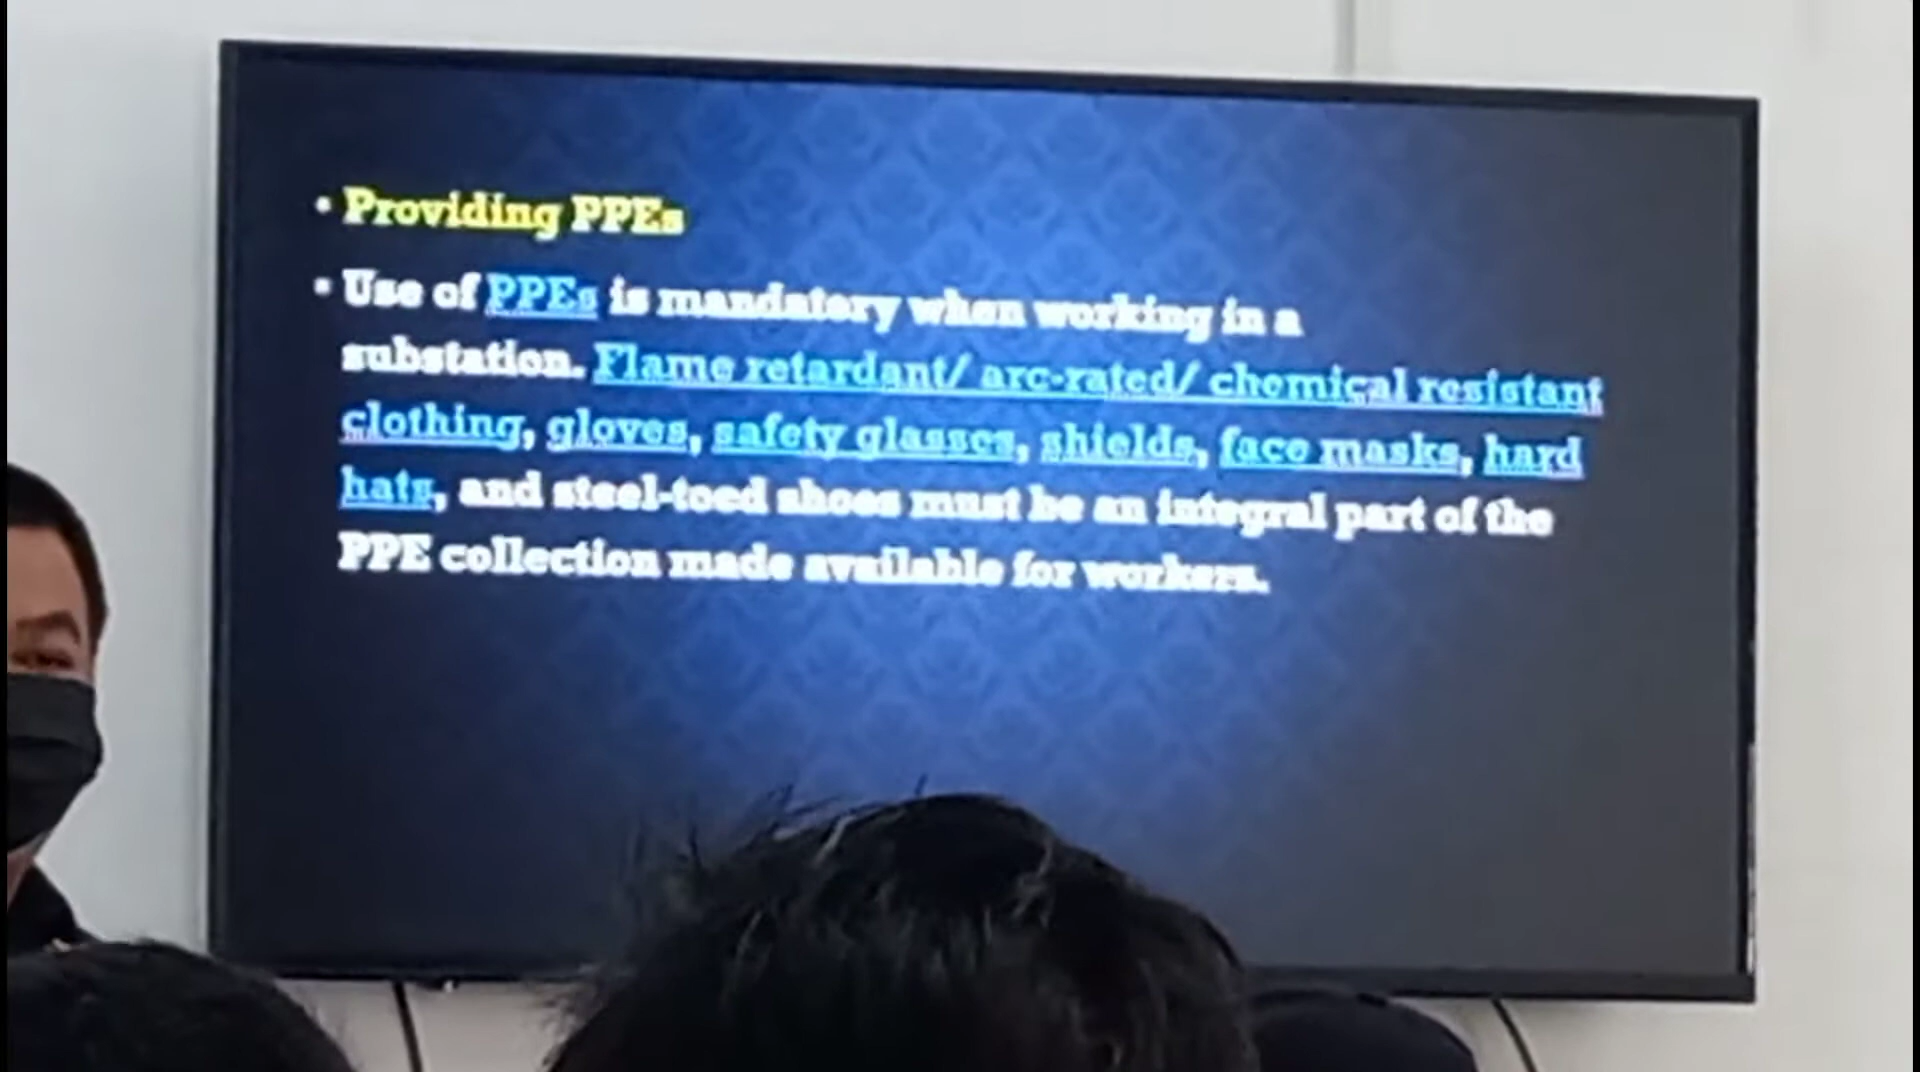 • Providing PPEs
• Use of PPEs is mandatory when working in a
substation. Flame retardant/ arc-rated/ chemical resistant
clothing, gloves, safety glasses, shields, face masks, hard
hats, and steel-toed shoes must be an integral part of the
PPE collection made available for workers.